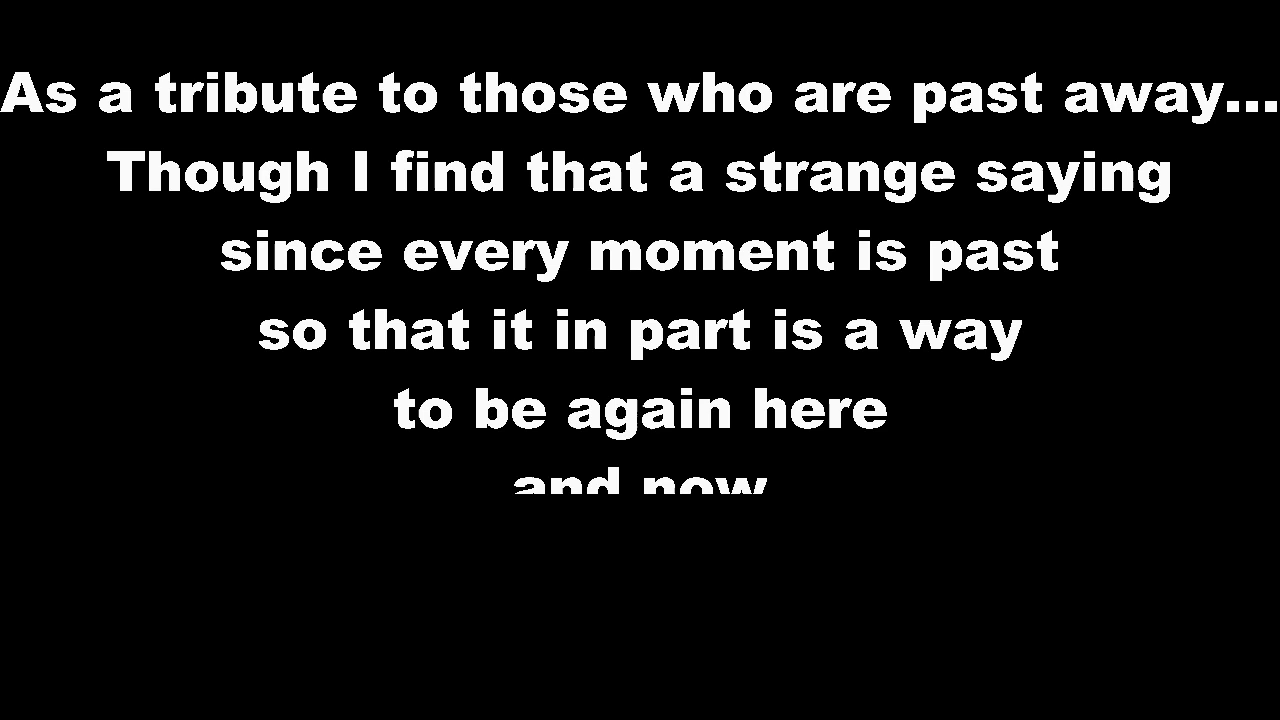 As a tribute to those who are past away...
Though I find that a strange saying
since every moment is past
so that it in part is a way
to be again here
and now